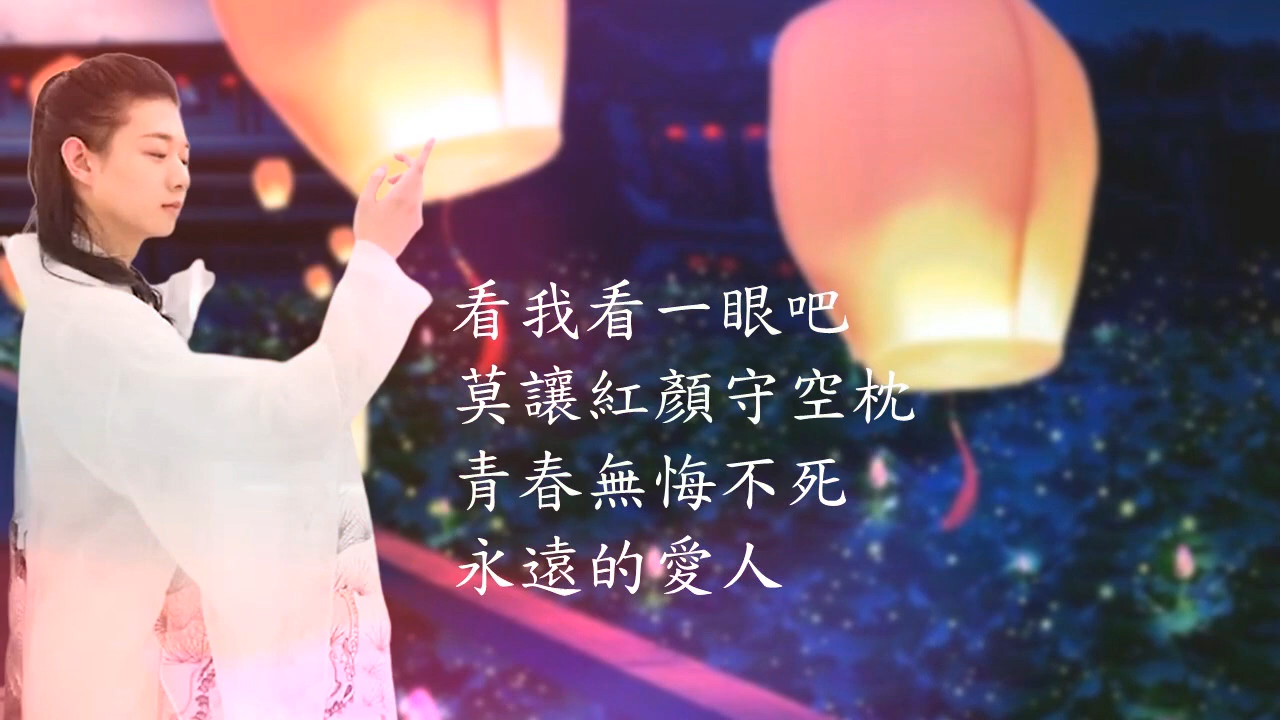 看我看一眼吧
莫讓紅顏守空枕
青春無悔不死
永遠的愛人